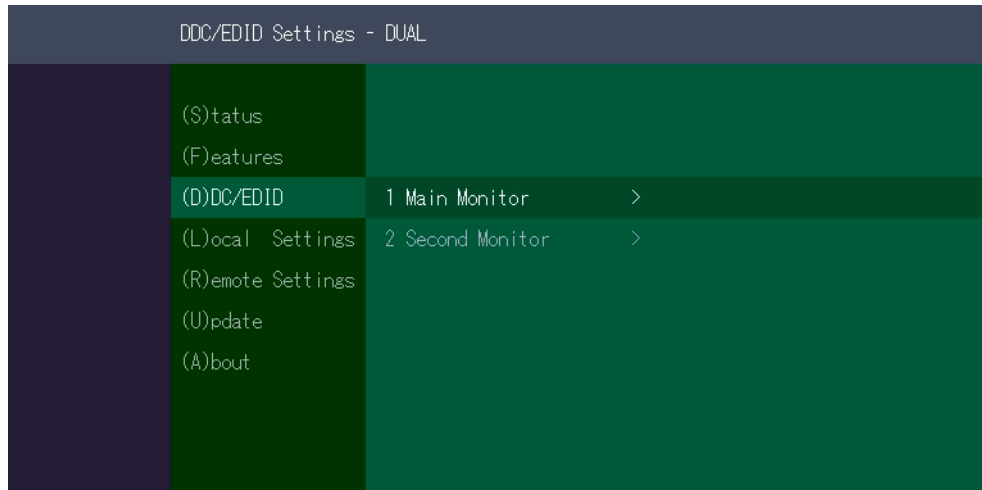 DDC/EDID Settings - DUAL
(S)tatus
(F)eatures
(D)DC/EDID 1 Main Monitor >
(L)ocal Settings 2 Second Monitor >
(R)emote Settings
(U)pdate
(A)bout